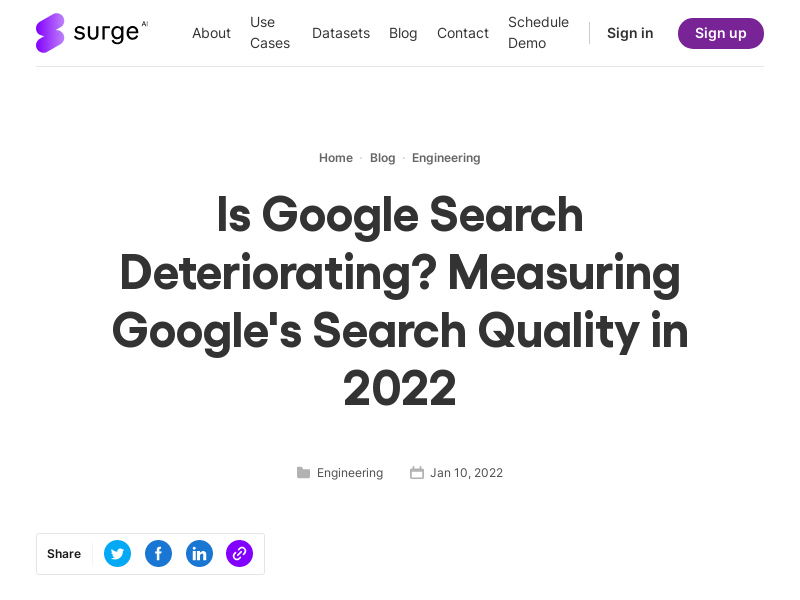 surge AI
About
Use Cases
Datasets
Blog
Contact
Schedule Demo
Sign in
Sign up
Home · Blog · Engineering
Is Google Search
Deteriorating? Measuring
Google's Search Quality in
2022
Engineering
Jan 10, 2022
Share